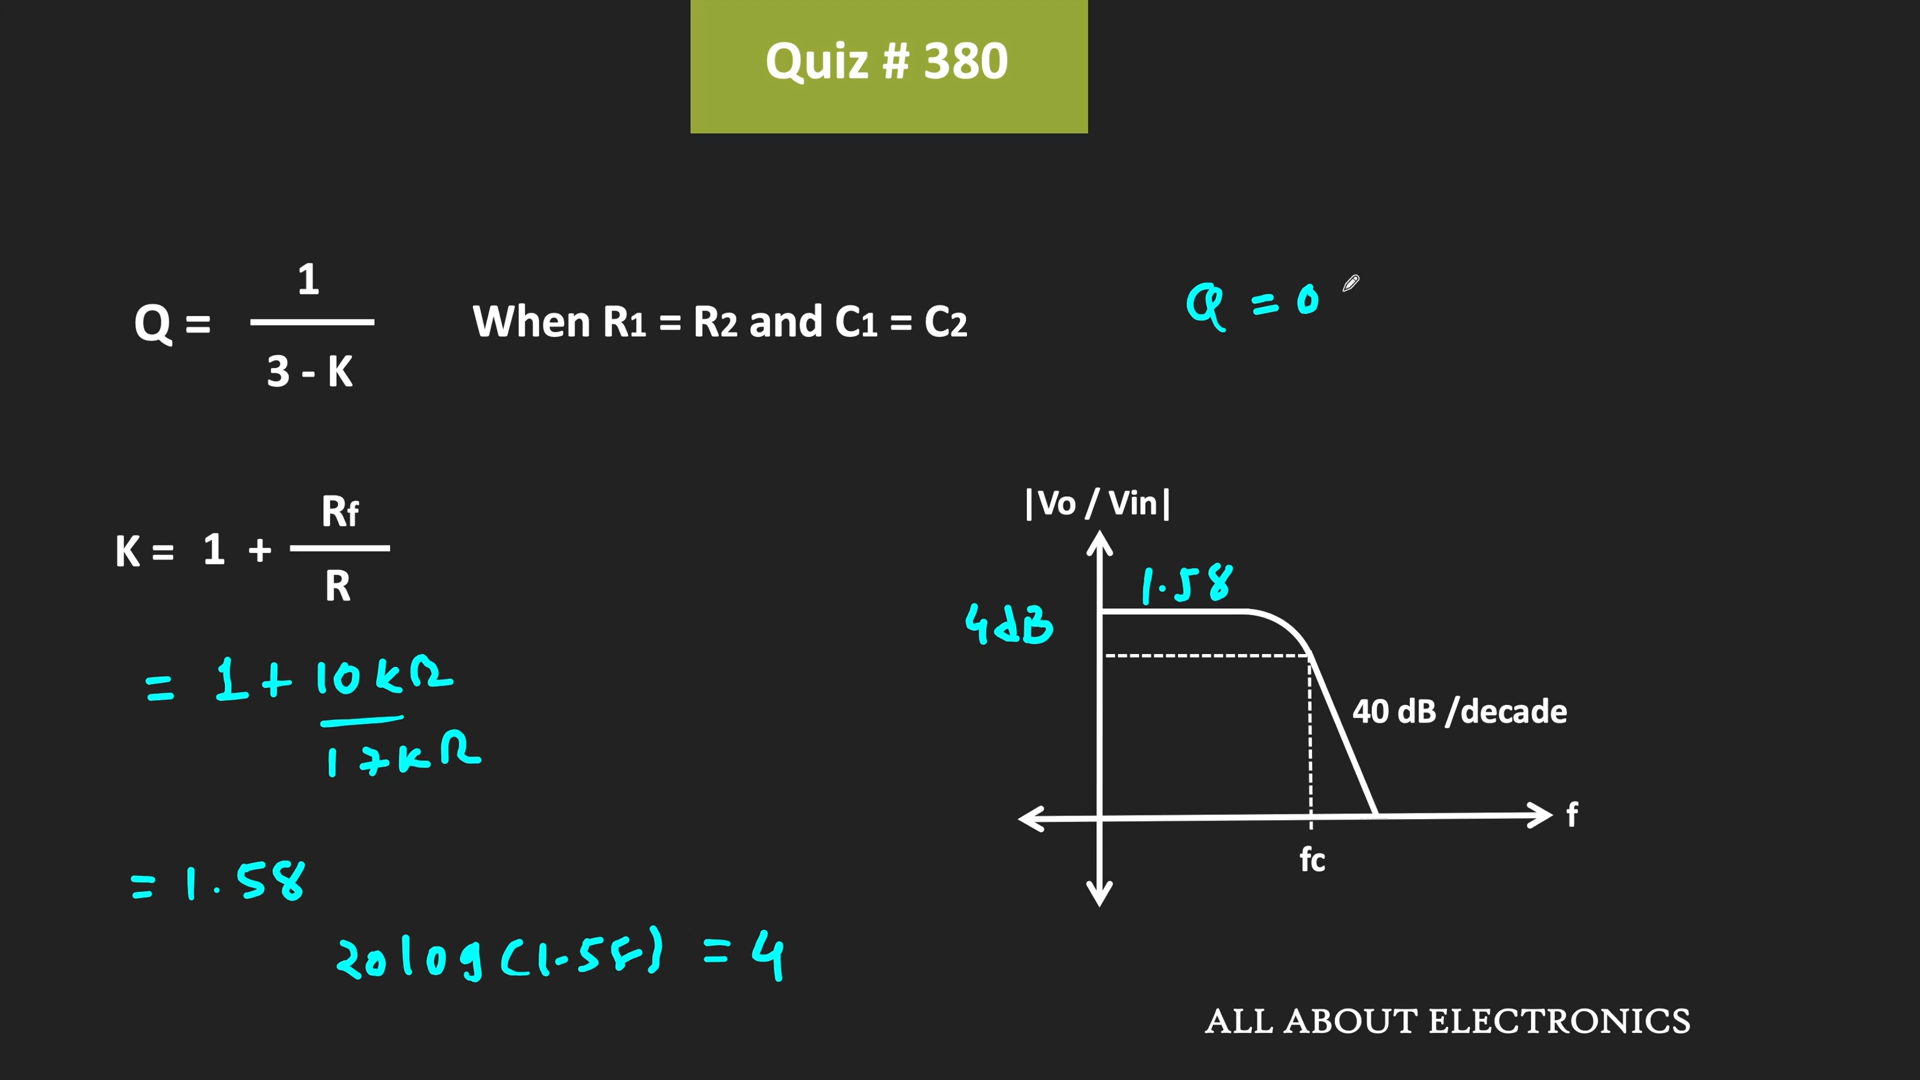 Quiz # 380
Q = 1 / 3 - K
When R1 = R2 and C1 = C2
Q = 0
K = 1 + Rf / R
= 1 + 10kΩ / 17kΩ
= 1.58
20log(1.58) = 4
|Vo / Vin|
1.58
4dB
40 dB /decade
f
fc
ALL ABOUT ELECTRONICS